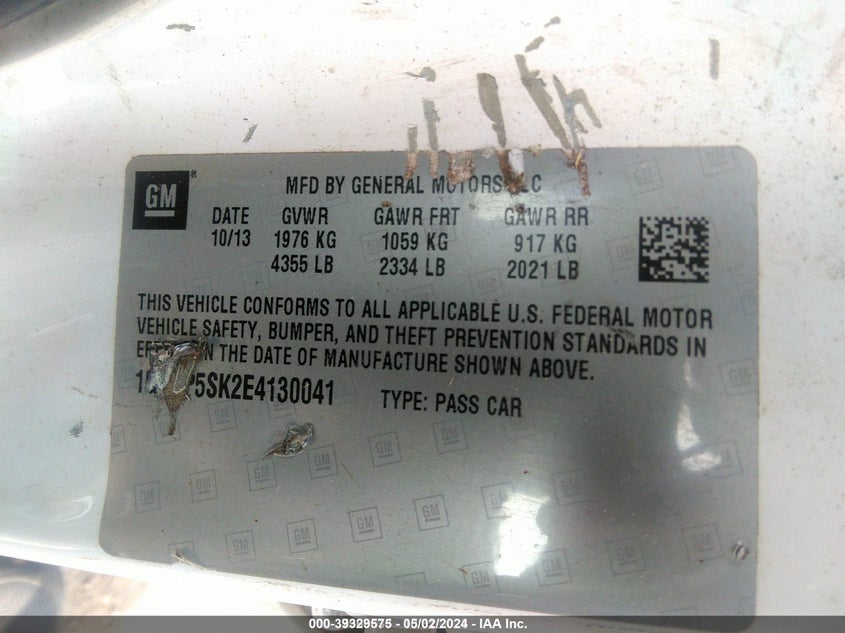 GM
MFD BY GENERAL MOTORS LLC
DATE GVWR GAWR FRT GAWR RR
10/13 1976 KG 1059 KG 917 KG
4355 LB 2334 LB 2021 LB
THIS VEHICLE CONFORMS TO ALL APPLICABLE U.S. FEDERAL MOTOR
VEHICLE SAFETY, BUMPER, AND THEFT PREVENTION STANDARDS IN
EFFECT IN THE DATE OF MANUFACTURE SHOWN ABOVE.
5SK2E4130041 TYPE: PASS CAR
000-39329575 - 05/02/2024 - IAA Inc.